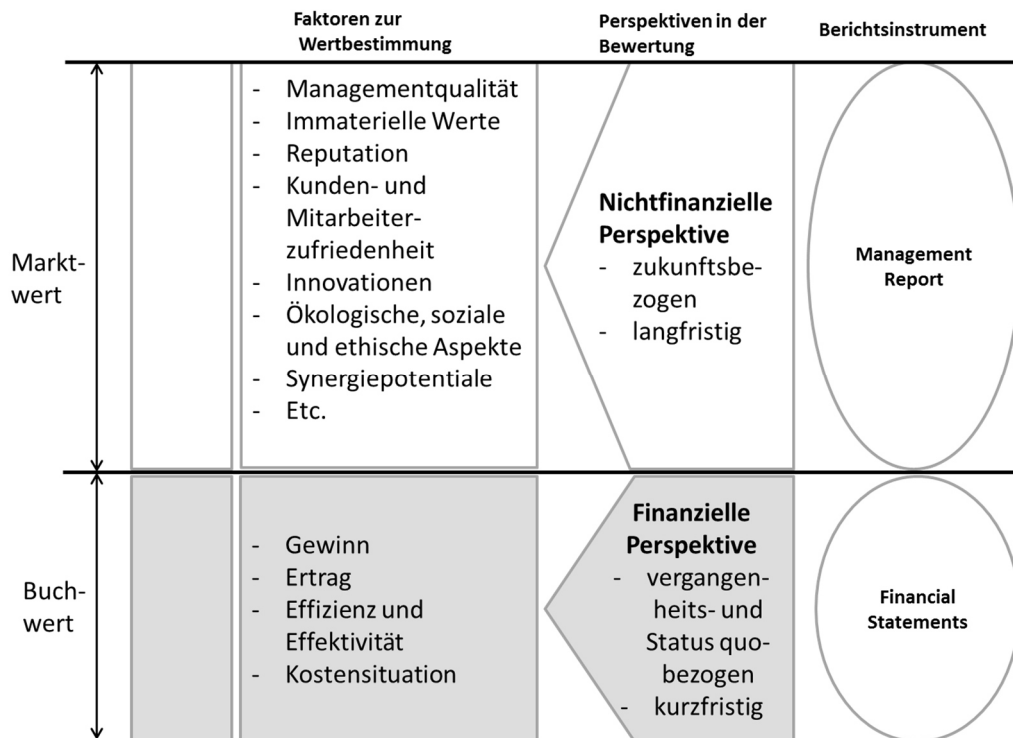 Faktoren zur
Wertbestimmung
Perspektiven in der
Bewertung
Berichtsinstrument
Markt-
wert
- Managementqualität
- Immaterielle Werte
- Reputation
- Kunden- und
Mitarbeiter-
zufriedenheit
- Innovationen
- Ökologische, soziale
und ethische Aspekte
- Synergiepotentiale
- Etc.
Nichtfinanzielle
Perspektive
- zukunftsbe-
zogen
- langfristig
Management
Report
Buch-
wert
- Gewinn
- Ertrag
- Effizienz und
Effektivität
- Kostensituation
Finanzielle
Perspektive
- vergangen-
heits- und
Status quo-
bezogen
- kurzfristig
Financial
Statements